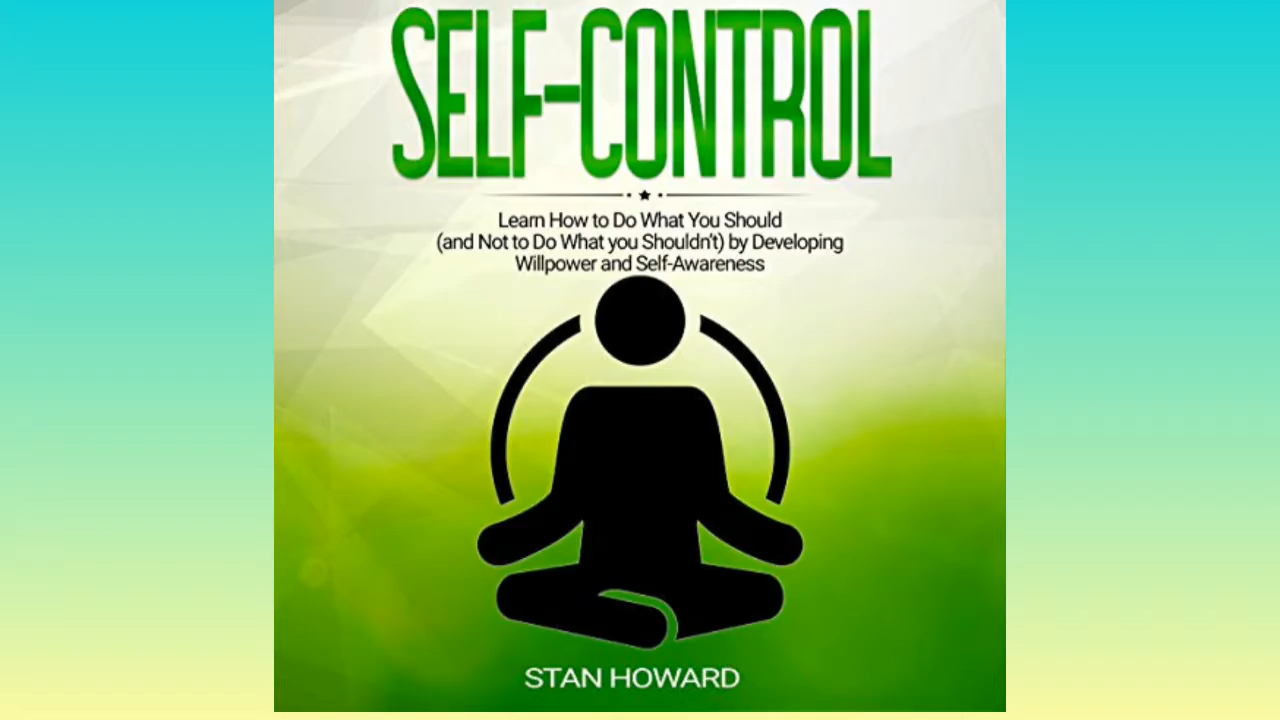 SELF-CONTROL
Learn How to Do What You Should
(and Not to Do What you Shouldn't) by Developing
Willpower and Self-Awareness
STAN HOWARD